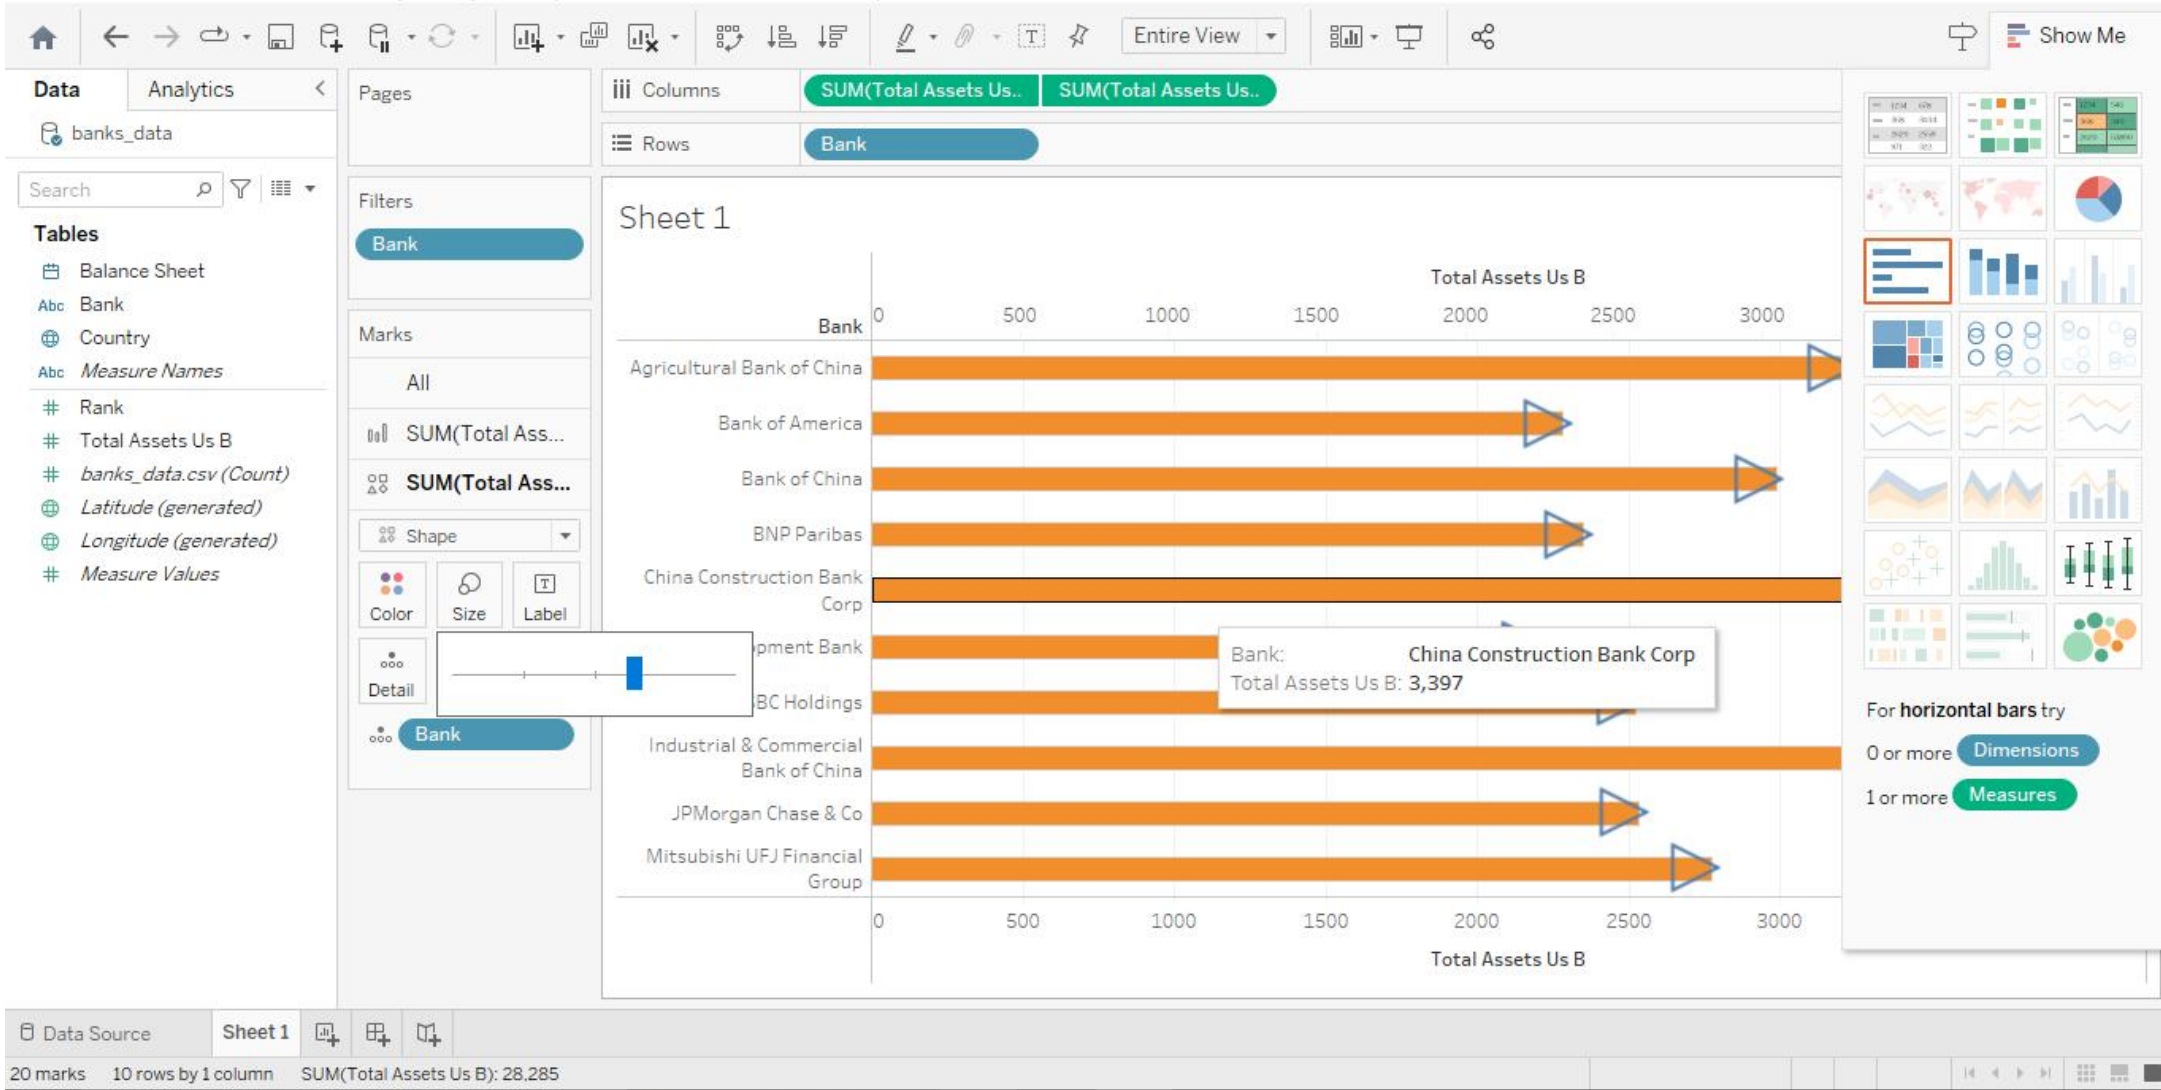 Entire View
Show Me
Data
Analytics
Pages
Columns
SUM(Total Assets Us..
SUM(Total Assets Us..
banks_data
Rows
Bank
Search
Filters
Bank
Sheet 1
Tables
Balance Sheet
Abc Bank
Country
Abc Measure Names
# Rank
# Total Assets Us B
# banks_data.csv (Count)
Latitude (generated)
Longitude (generated)
# Measure Values
Marks
All
SUM(Total Ass...
SUM(Total Ass...
Shape
Color Size Label
Detail
Bank
Total Assets Us B
Bank
0 500 1000 1500 2000 2500 3000
Agricultural Bank of China
Bank of America
Bank of China
BNP Paribas
China Construction Bank
Corp
pment Bank
BC Holdings
Industrial & Commercial
Bank of China
JPMorgan Chase & Co
Mitsubishi UFJ Financial
Group
0 500 1000 1500 2000 2500 3000
Total Assets Us B
Bank: China Construction Bank Corp
Total Assets Us B: 3,397
For horizontal bars try
0 or more Dimensions
1 or more Measures
Data Source
Sheet 1
20 marks 10 rows by 1 column SUM(Total Assets Us B): 28,285